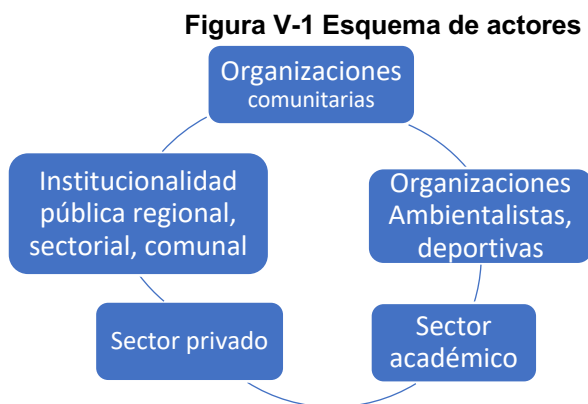 Figura V-1 Esquema de actores
Organizaciones
comunitarias
Institucionalidad
pública regional,
sectorial, comunal
Organizaciones
Ambientalistas,
deportivas
Sector privado
Sector
académico